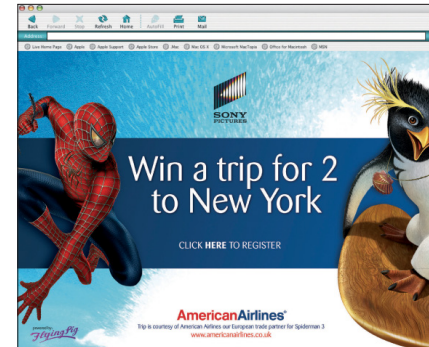 Back Forward Stop Refresh Home AutoFill Print Mail
Live Home Page Apple Apple Support Apple Store .Mac Mac OS X Microsoft MacTopia Office for Macintosh MSN
SONY
PICTURES
Win a trip for 2
to New York
CLICK HERE TO REGISTER
AmericanAirlines®
Trip is courtesy of American Airlines our European trade partner for Spiderman 3
www.americanairlines.co.uk
powered by
Flying Pig